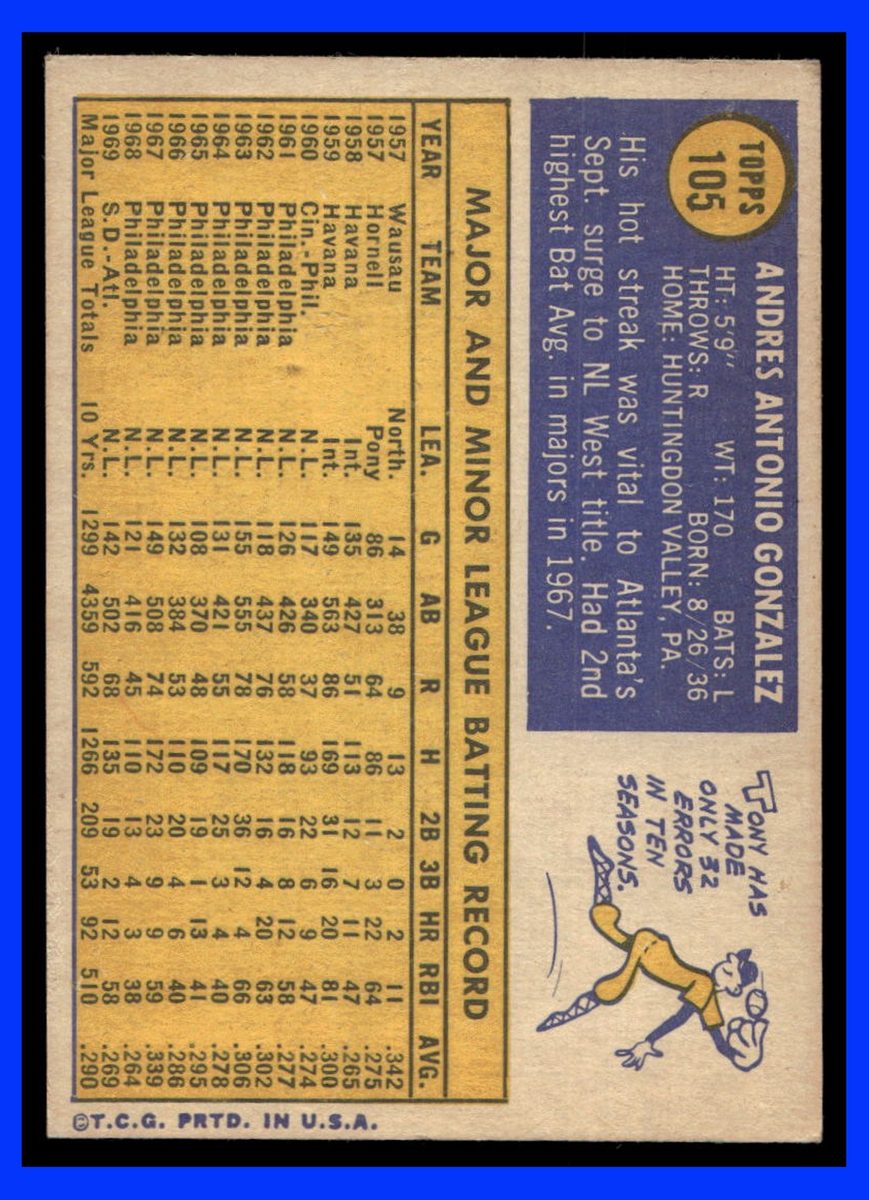 TOPPS
105
ANDRES ANTONIO GONZALEZ
HT: 5'9" WT: 170 BATS: L
THROWS: R BORN: 8/26/36
HOME: HUNTINGDON VALLEY, PA.
His hot streak was vital to Atlanta's
Sept. surge to NL West title. Had 2nd
highest Bat Avg. in majors in 1967.
TONY HAS
MADE
ONLY 32
ERRORS
IN TEN
SEASONS.
MAJOR AND MINOR LEAGUE BATTING RECORD
YEAR TEAM LEA. G AB R H 2B 3B HR RBI AVG.
1957 Wausau North. 14 38 9 13 2 0 2 11 .342
1957 Hornell Pony 86 313 64 86 11 3 22 64 .275
1958 Havana Int. 135 427 51 113 12 7 11 47 .265
1959 Havana Int. 149 563 86 169 31 16 20 81 .300
1960 Cin.-Phil. N.L. 117 340 37 93 22 6 9 47 .274
1961 Philadelphia N.L. 126 426 58 118 16 8 12 58 .277
1962 Philadelphia N.L. 118 437 76 132 16 4 20 63 .302
1963 Philadelphia N.L. 155 555 78 170 36 12 4 66 .306
1964 Philadelphia N.L. 131 421 55 117 25 3 4 40 .278
1965 Philadelphia N.L. 108 370 48 109 19 1 13 41 .295
1966 Philadelphia N.L. 132 384 53 110 20 4 6 40 .286
1967 Philadelphia N.L. 149 508 74 172 23 9 9 59 .339
1968 Philadelphia N.L. 121 416 45 110 13 4 3 38 .264
1969 S.D.-Atl. N.L. 142 502 68 135 19 2 12 58 .269
Major League Totals 10 Yrs. 1299 4359 592 1266 209 53 92 510 .290
©T.C.G. PRTD. IN U.S.A.